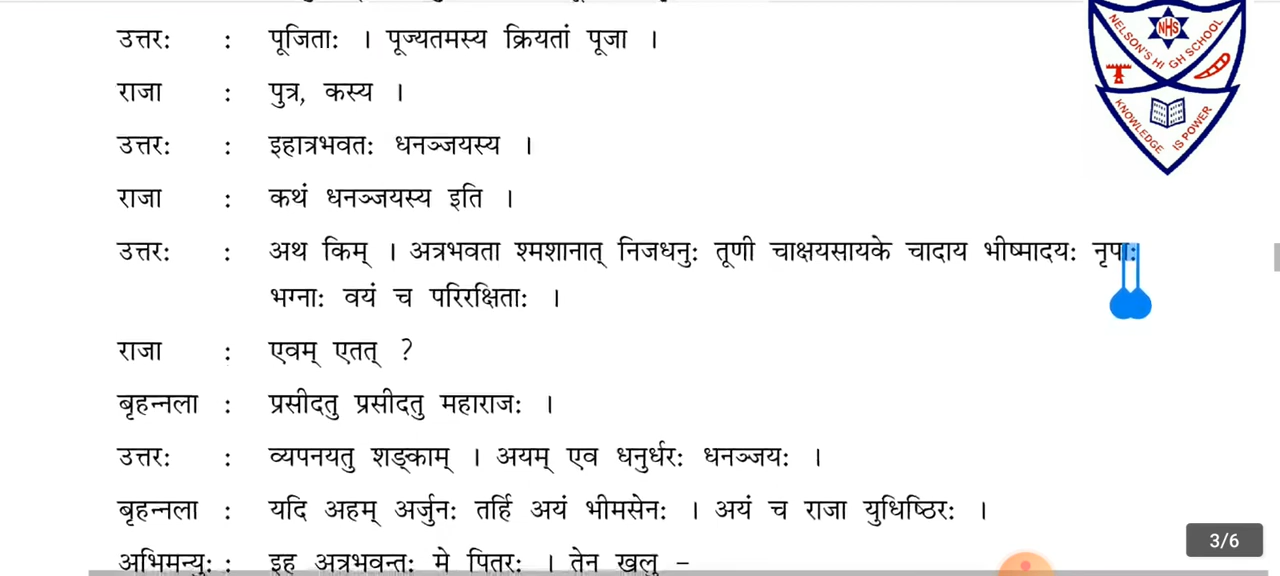 उत्तर: : पूजिता: । पूज्यतमस्य क्रियतां पूजा ।
राजा : पुत्र, कस्य ।
उत्तर: : इहात्रभवत: धनञ्जयस्य ।
राजा : कथं धनञ्जयस्य इति ।
उत्तर: : अथ किम् । अत्रभवता श्मशानात् निजधनु: तूणी चाक्षयसायके चादाय भीष्मादय: नृपा:
भग्ना: वयं च परिरक्षिता: ।
राजा : एवम् एतत् ?
बृहन्नला : प्रसीदतु प्रसीदतु महाराज: ।
उत्तर: : व्यपनयतु शङ्काम् । अयम् एव धनुर्धर: धनञ्जय: ।
बृहन्नला : यदि अहम् अर्जुन: तर्हि अयं भीमसेन: । अयं च राजा युधिष्ठिर: ।
अभिमन्यु: : इह अत्रभवन्त: मे पितर: । तेन खलु –
NELSON'S HIGH SCHOOL
NHS
KNOWLEDGE IS POWER
3/6